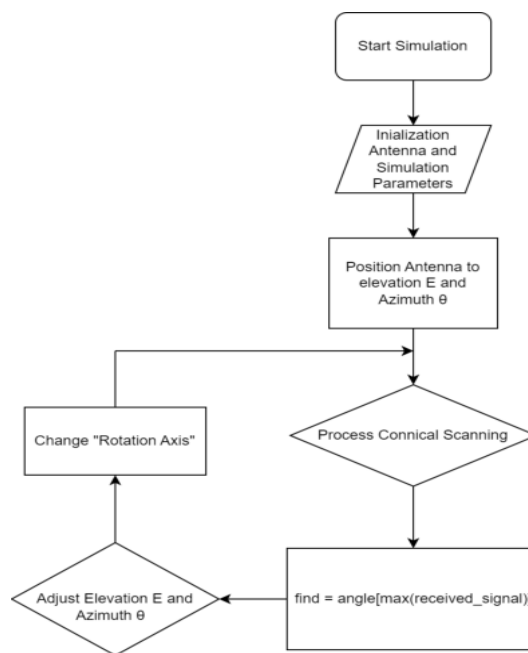 Start Simulation
Inialization
Antenna and
Simulation
Parameters
Position Antenna to
elevation E and
Azimuth θ
Process Connical Scanning
find = angle[max(received_signal)
Adjust Elevation E and
Azimuth θ
Change "Rotation Axis"